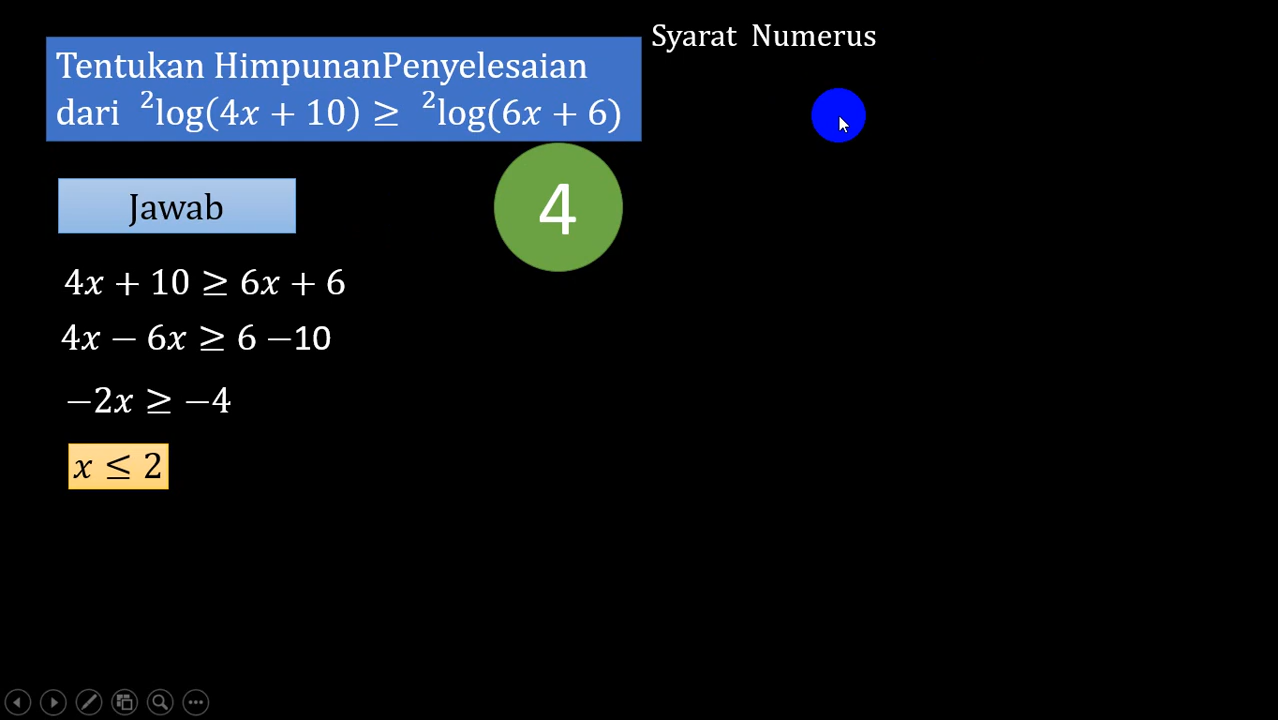 Tentukan HimpunanPenyelesaian
dari ²log(4x + 10) ≥ ²log(6x + 6)
Syarat Numerus
4
Jawab
4x + 10 ≥ 6x + 6
4x − 6x ≥ 6 −10
−2x ≥ −4
x ≤ 2